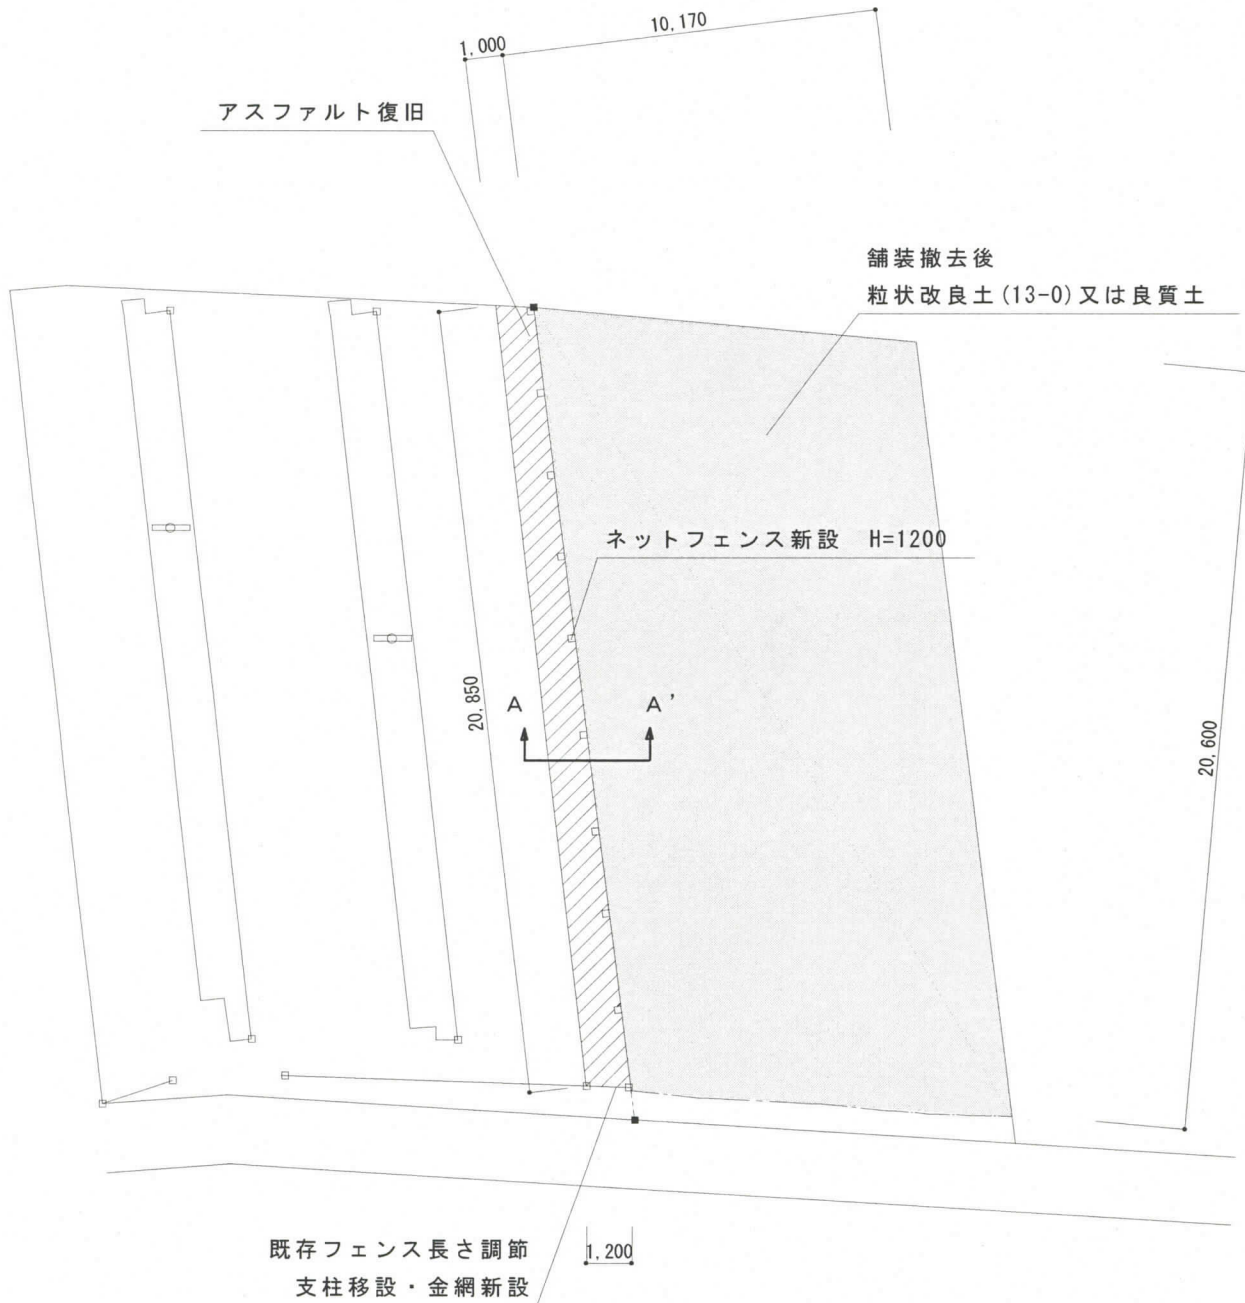 10,170
1,000
アスファルト復旧
舗装撤去後
粒状改良土(13-0)又は良質土
ネットフェンス新設 H=1200
20,850
A
A'
20,600
既存フェンス長さ調節
支柱移設・金網新設
1,200